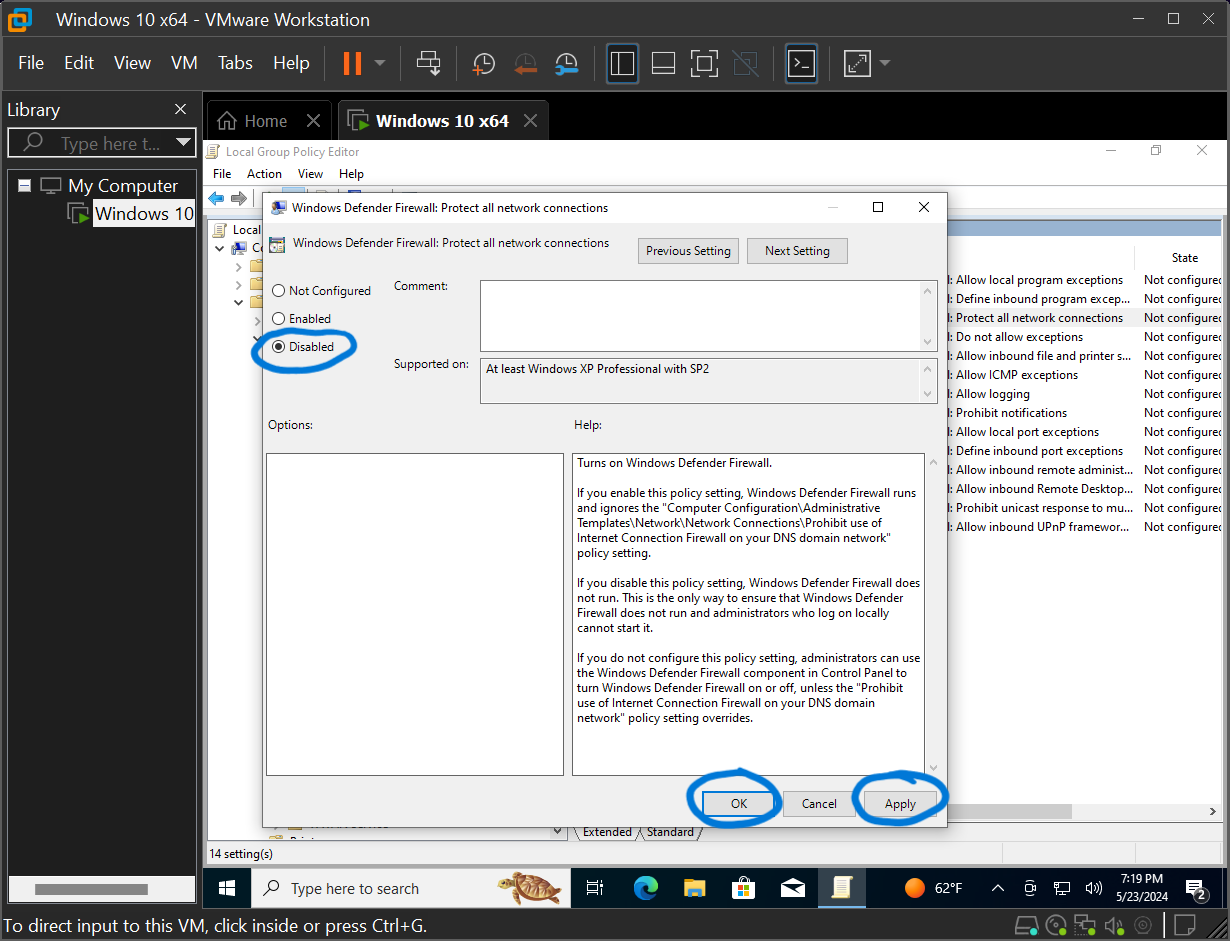 Windows 10 x64 - VMware Workstation
File Edit View VM Tabs Help
Library
Home
Windows 10 x64
Type here t...
My Computer
Windows 10
Local Group Policy Editor
File Action View Help
Windows Defender Firewall: Protect all network connections
Windows Defender Firewall: Protect all network connections
Previous Setting
Next Setting
Not Configured
Enabled
Disabled
Comment:
Supported on:
At least Windows XP Professional with SP2
Options:
Help:
Turns on Windows Defender Firewall.
If you enable this policy setting, Windows Defender Firewall runs
and ignores the "Computer Configuration\Administrative
Templates\Network\Network Connections\Prohibit use of
Internet Connection Firewall on your DNS domain network"
policy setting.
If you disable this policy setting, Windows Defender Firewall does
not run. This is the only way to ensure that Windows Defender
Firewall does not run and administrators who log on locally
cannot start it.
If you do not configure this policy setting, administrators can use
the Windows Defender Firewall component in Control Panel to
turn Windows Defender Firewall on or off, unless the "Prohibit
use of Internet Connection Firewall on your DNS domain
network" policy setting overrides.
OK
Cancel
Apply
Local
State
l: Allow local program exceptions Not configured
l: Define inbound program excep... Not configured
l: Protect all network connections Not configured
l: Do not allow exceptions Not configured
l: Allow inbound file and printer s... Not configured
l: Allow ICMP exceptions Not configured
l: Allow logging Not configured
l: Prohibit notifications Not configured
l: Allow local port exceptions Not configured
l: Define inbound port exceptions Not configured
l: Allow inbound remote administ... Not configured
l: Allow inbound Remote Desktop... Not configured
l: Prohibit unicast response to mu... Not configured
l: Allow inbound UPnP framewor... Not configured
Extended
Standard
14 setting(s)
Type here to search
62°F
7:19 PM
5/23/2024
2
To direct input to this VM, click inside or press Ctrl+G.